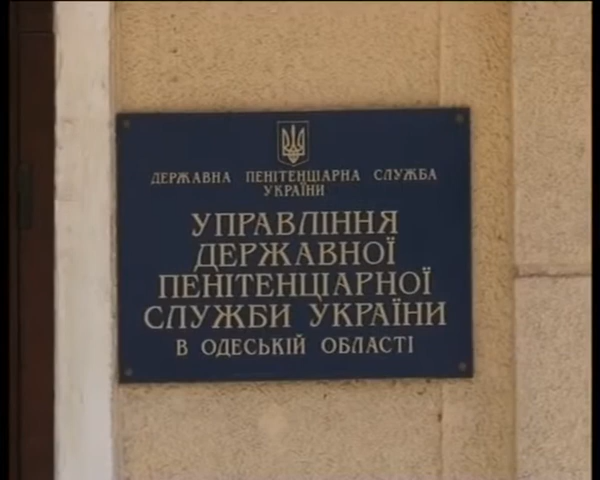 ДЕРЖАВНА ПЕНІТЕНЦІАРНА СЛУЖБА
УКРАЇНИ
УПРАВЛІННЯ
ДЕРЖАВНОЇ
ПЕНІТЕНЦІАРНОЇ
СЛУЖБИ УКРАЇНИ
В ОДЕСЬКІЙ ОБЛАСТІ